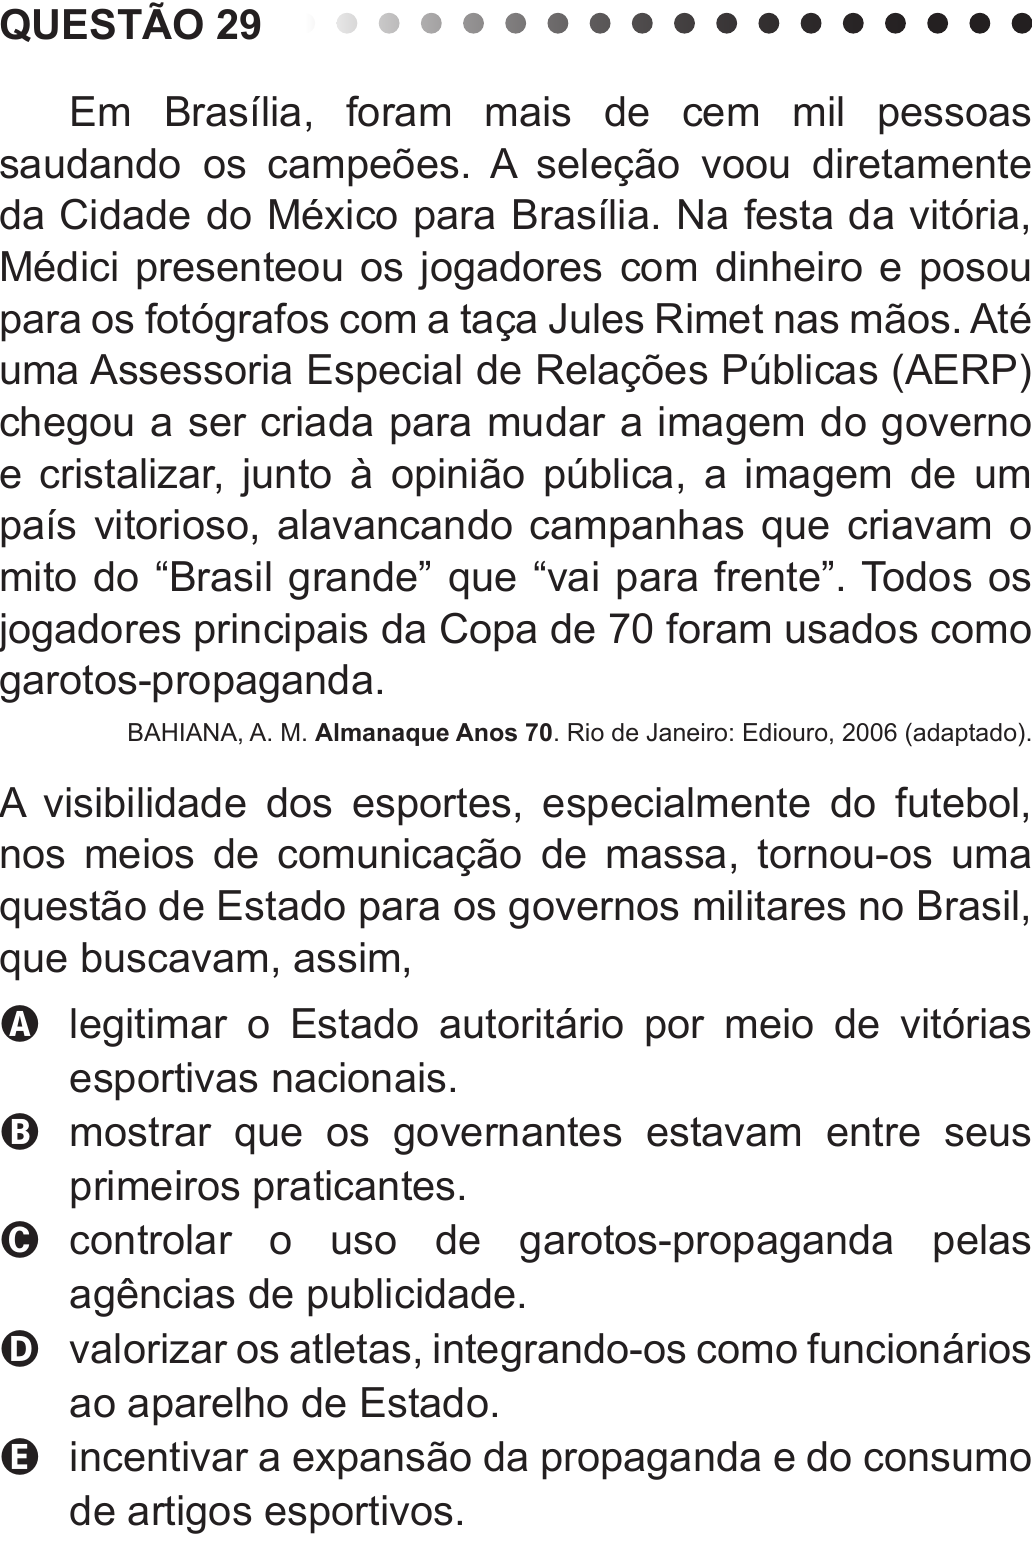 QUESTÃO 29
Em Brasília, foram mais de cem mil pessoas
saudando os campeões. A seleção voou diretamente
da Cidade do México para Brasília. Na festa da vitória,
Médici presenteou os jogadores com dinheiro e posou
para os fotógrafos com a taça Jules Rimet nas mãos. Até
uma Assessoria Especial de Relações Públicas (AERP)
chegou a ser criada para mudar a imagem do governo
e cristalizar, junto à opinião pública, a imagem de um
país vitorioso, alavancando campanhas que criavam o
mito do “Brasil grande” que “vai para frente”. Todos os
jogadores principais da Copa de 70 foram usados como
garotos-propaganda.
BAHIANA, A. M. Almanaque Anos 70. Rio de Janeiro: Ediouro, 2006 (adaptado).
A visibilidade dos esportes, especialmente do futebol,
nos meios de comunicação de massa, tornou-os uma
questão de Estado para os governos militares no Brasil,
que buscavam, assim,
A legitimar o Estado autoritário por meio de vitórias
esportivas nacionais.
B mostrar que os governantes estavam entre seus
primeiros praticantes.
C controlar o uso de garotos-propaganda pelas
agências de publicidade.
D valorizar os atletas, integrando-os como funcionários
ao aparelho de Estado.
E incentivar a expansão da propaganda e do consumo
de artigos esportivos.